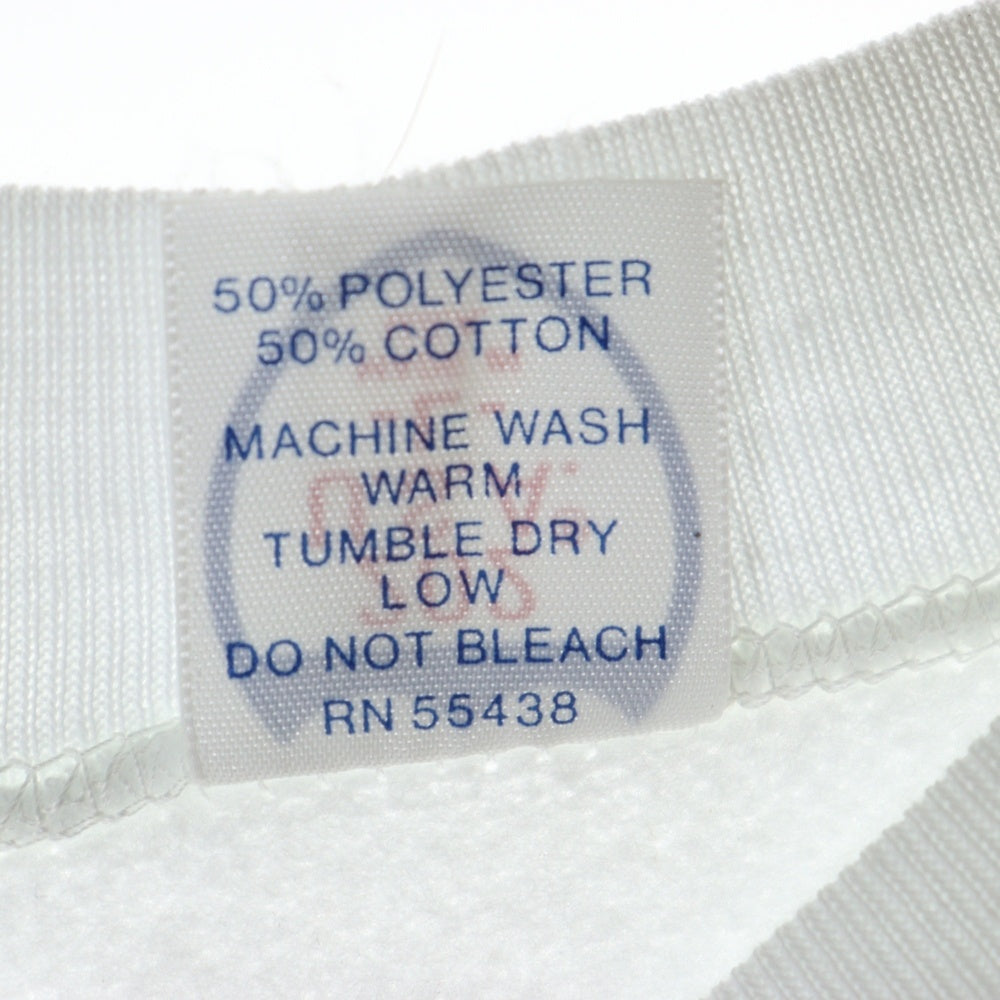 50% POLYESTER
50% COTTON
MACHINE WASH
WARM
TUMBLE DRY
LOW
DO NOT BLEACH
RN 55438